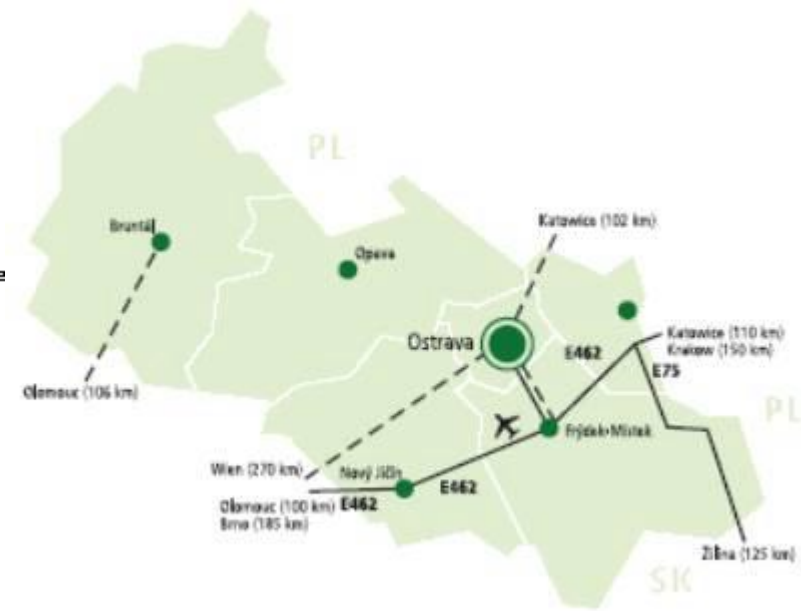 PL
Katowice (102 km)
Bruntál
Opava
e
Ostrava
E462
Katowice (110 km)
Krakow (150 km)
E75
Olomouc (106 km)
PL
Frýdek-Místek
Wien (270 km)
Nový Jičín
Olomouc (100 km)
E462
E462
Brno (185 km)
Žilina (125 km)
SK